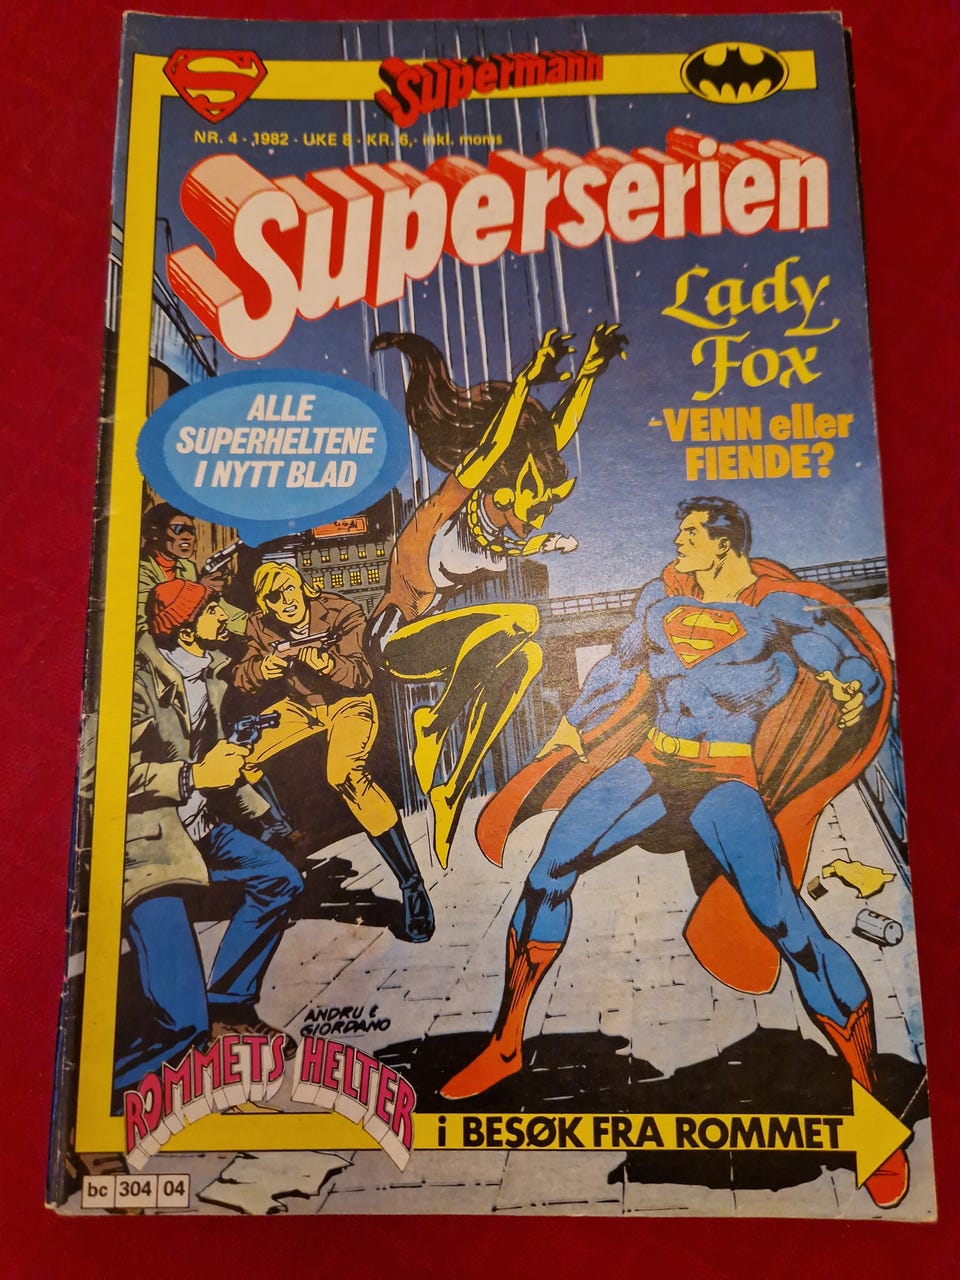 Supermann
NR. 4 - 1982 - UKE 8 - KR. 6,- inkl. moms
Superserien
Lady
Fox
-VENN eller
FIENDE?
ALLE
SUPERHELTENE
I NYTT BLAD
ANDRU &
GIORDANO
ROMMETS HELTER
i BESØK FRA ROMMET
bc 304 04